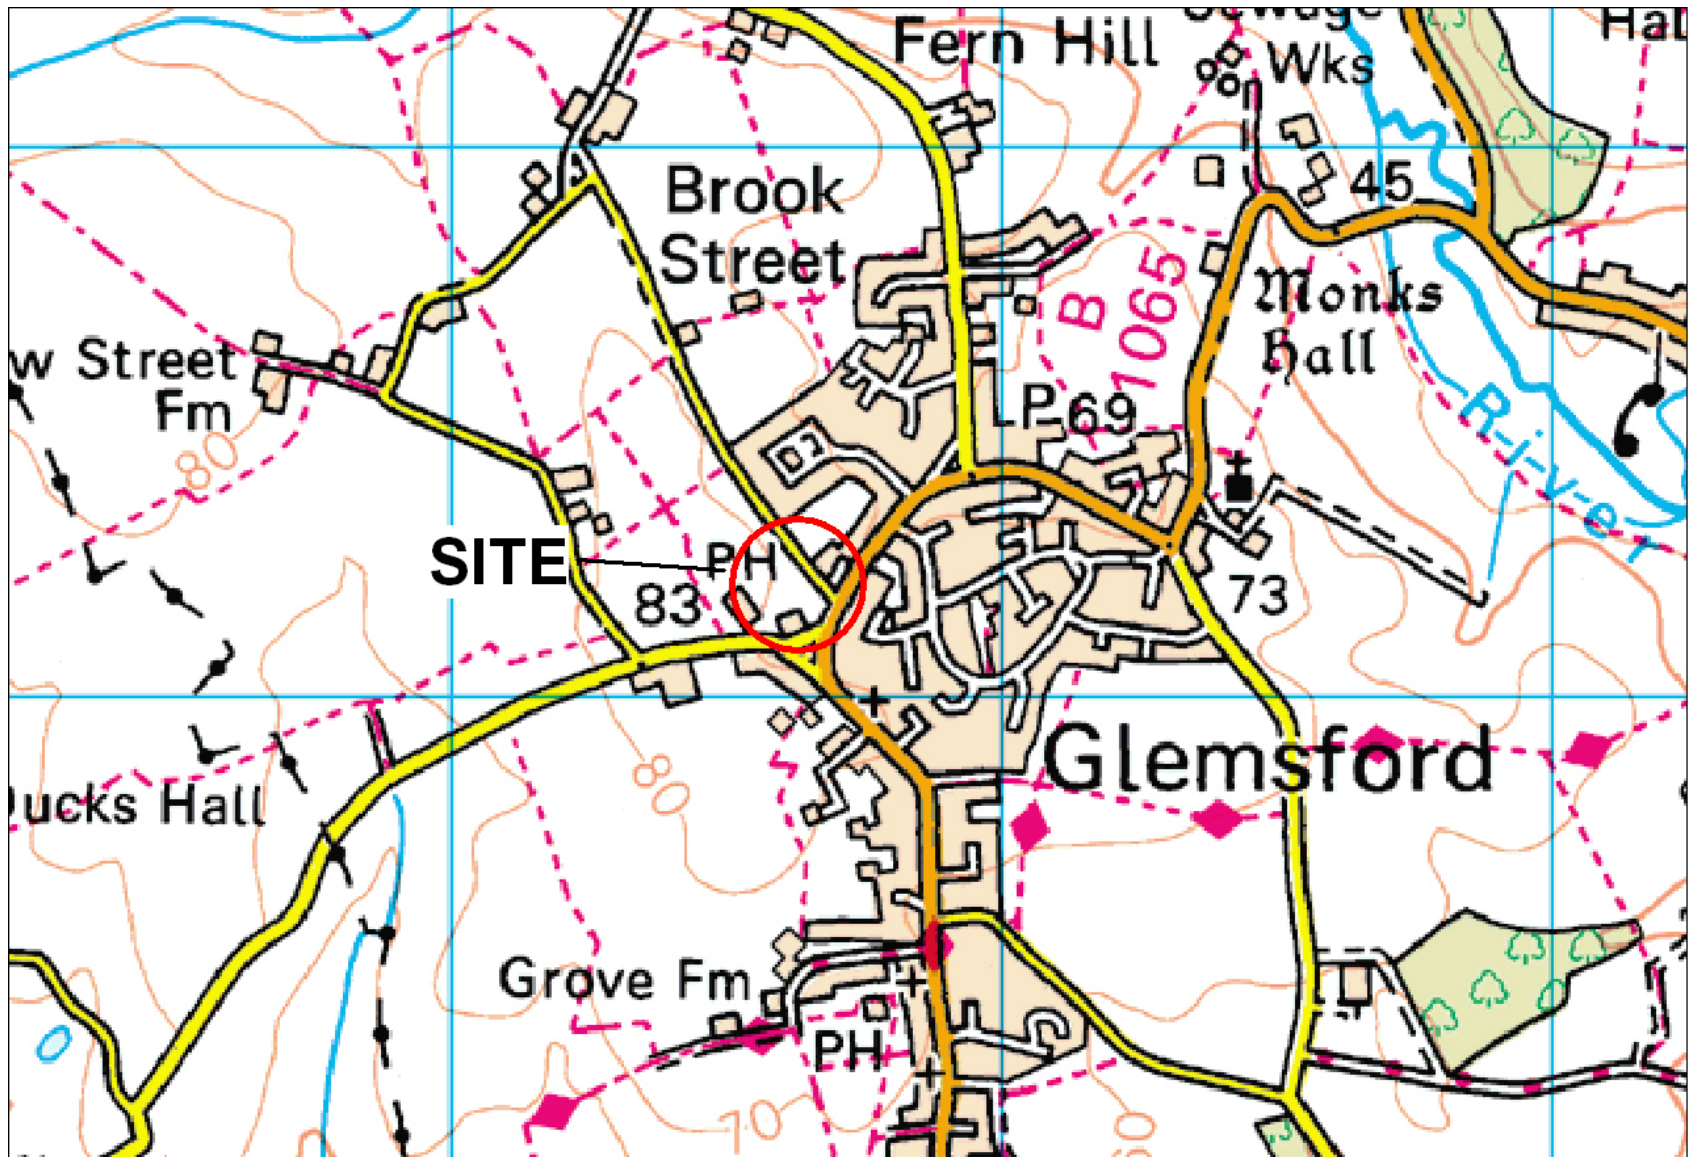 Fern Hill
Wks
Brook
Street
45
B
1065
Monks
Hall
w Street
Fm
80
LP
69
R-i-v-e-r
SITE
PH
83
73
80
Glemsford
ucks Hall
Grove Fm
PH
70